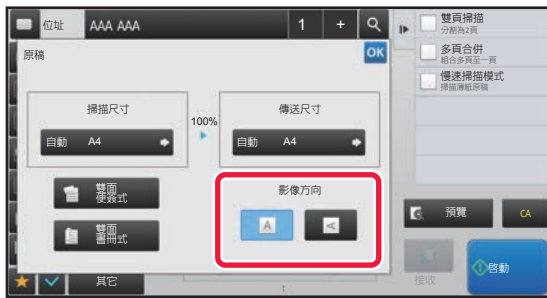 位址 AAA AAA 1 +
原稿 OK
掃描尺寸
自動 A4
100%
傳送尺寸
自動 A4
雙面
便箋式
雙面
書冊式
影像方向
A A
其它
雙頁掃描
分割為2頁
多頁合併
組合多頁至一頁
慢速掃描模式
掃描薄紙原稿
預覽 CA
接收
啓動